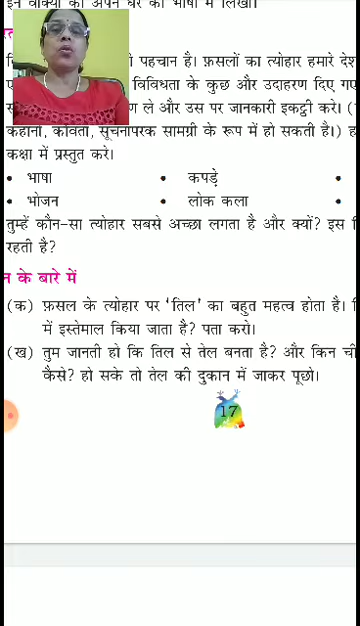 इन वाक्यों को अपने घर की भाषा में लिखो।
पहचान है। फ़सलों का त्योहार हमारे देश
विविधता के कुछ और उदाहरण दिए गए
ले और उस पर जानकारी इकट्ठी करे। (
कहानी, कविता, सूचनापरक सामग्री के रूप में हो सकती है।) ह
कक्षा में प्रस्तुत करे।
• भाषा • कपड़े •
• भोजन • लोक कला •
तुम्हें कौन-सा त्योहार सबसे अच्छा लगता है और क्यों? इस
रहती है?
न के बारे में
(क) फ़सल के त्योहार पर 'तिल' का बहुत महत्व होता है।
में इस्तेमाल किया जाता है? पता करो।
(ख) तुम जानती हो कि तिल से तेल बनता है? और किन ची
कैसे? हो सके तो तेल की दुकान में जाकर पूछो।
17